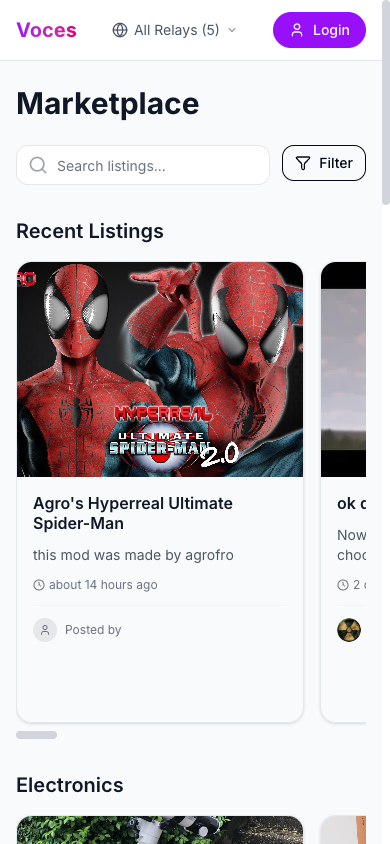 Voces
All Relays (5)
Login
Marketplace
Search listings...
Filter
Recent Listings
HYPERREAL
ULTIMATE
SPIDER-MAN
2.0
Agro's Hyperreal Ultimate
Spider-Man
this mod was made by agrofro
about 14 hours ago
Posted by
ok
Now
2
Electronics